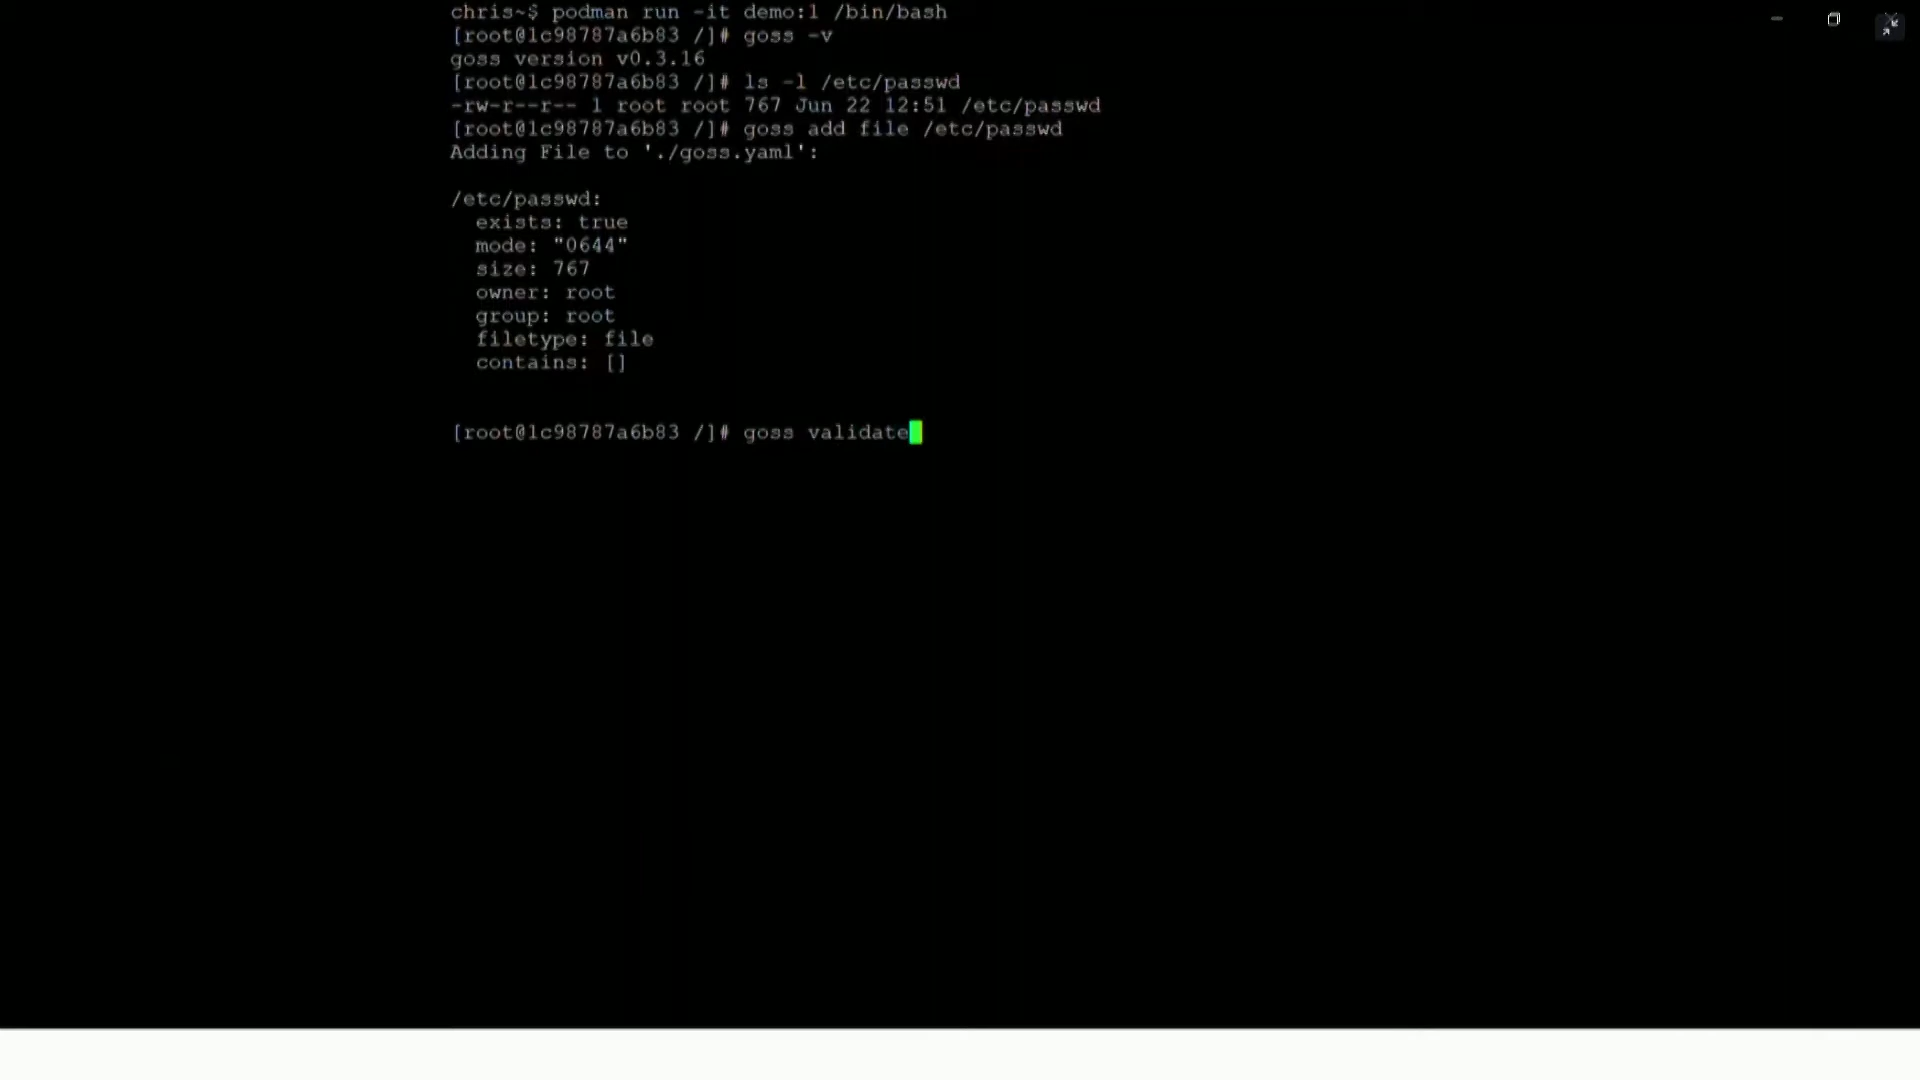 chris~$ podman run -it demo:1 /bin/bash
[root@1c98787a6b83 /]# goss -v
goss version v0.3.16
[root@1c98787a6b83 /]# ls -l /etc/passwd
-rw-r--r-- 1 root root 767 Jun 22 12:51 /etc/passwd
[root@1c98787a6b83 /]# goss add file /etc/passwd
Adding File to './goss.yaml':
/etc/passwd:
  exists: true
  mode: "0644"
  size: 767
  owner: root
  group: root
  filetype: file
  contains: []
[root@1c98787a6b83 /]# goss validate